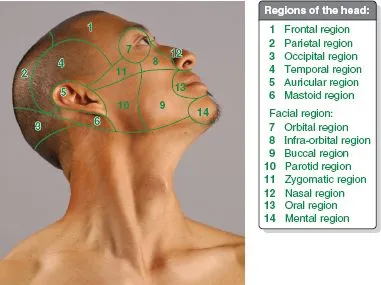 Regions of the head:
1 Frontal region
2 Parietal region
3 Occipital region
4 Temporal region
5 Auricular region
6 Mastoid region
Facial region:
7 Orbital region
8 Infra-orbital region
9 Buccal region
10 Parotid region
11 Zygomatic region
12 Nasal region
13 Oral region
14 Mental region
1
7
12
8
2
4
11
13
5
10
9
14
3
6